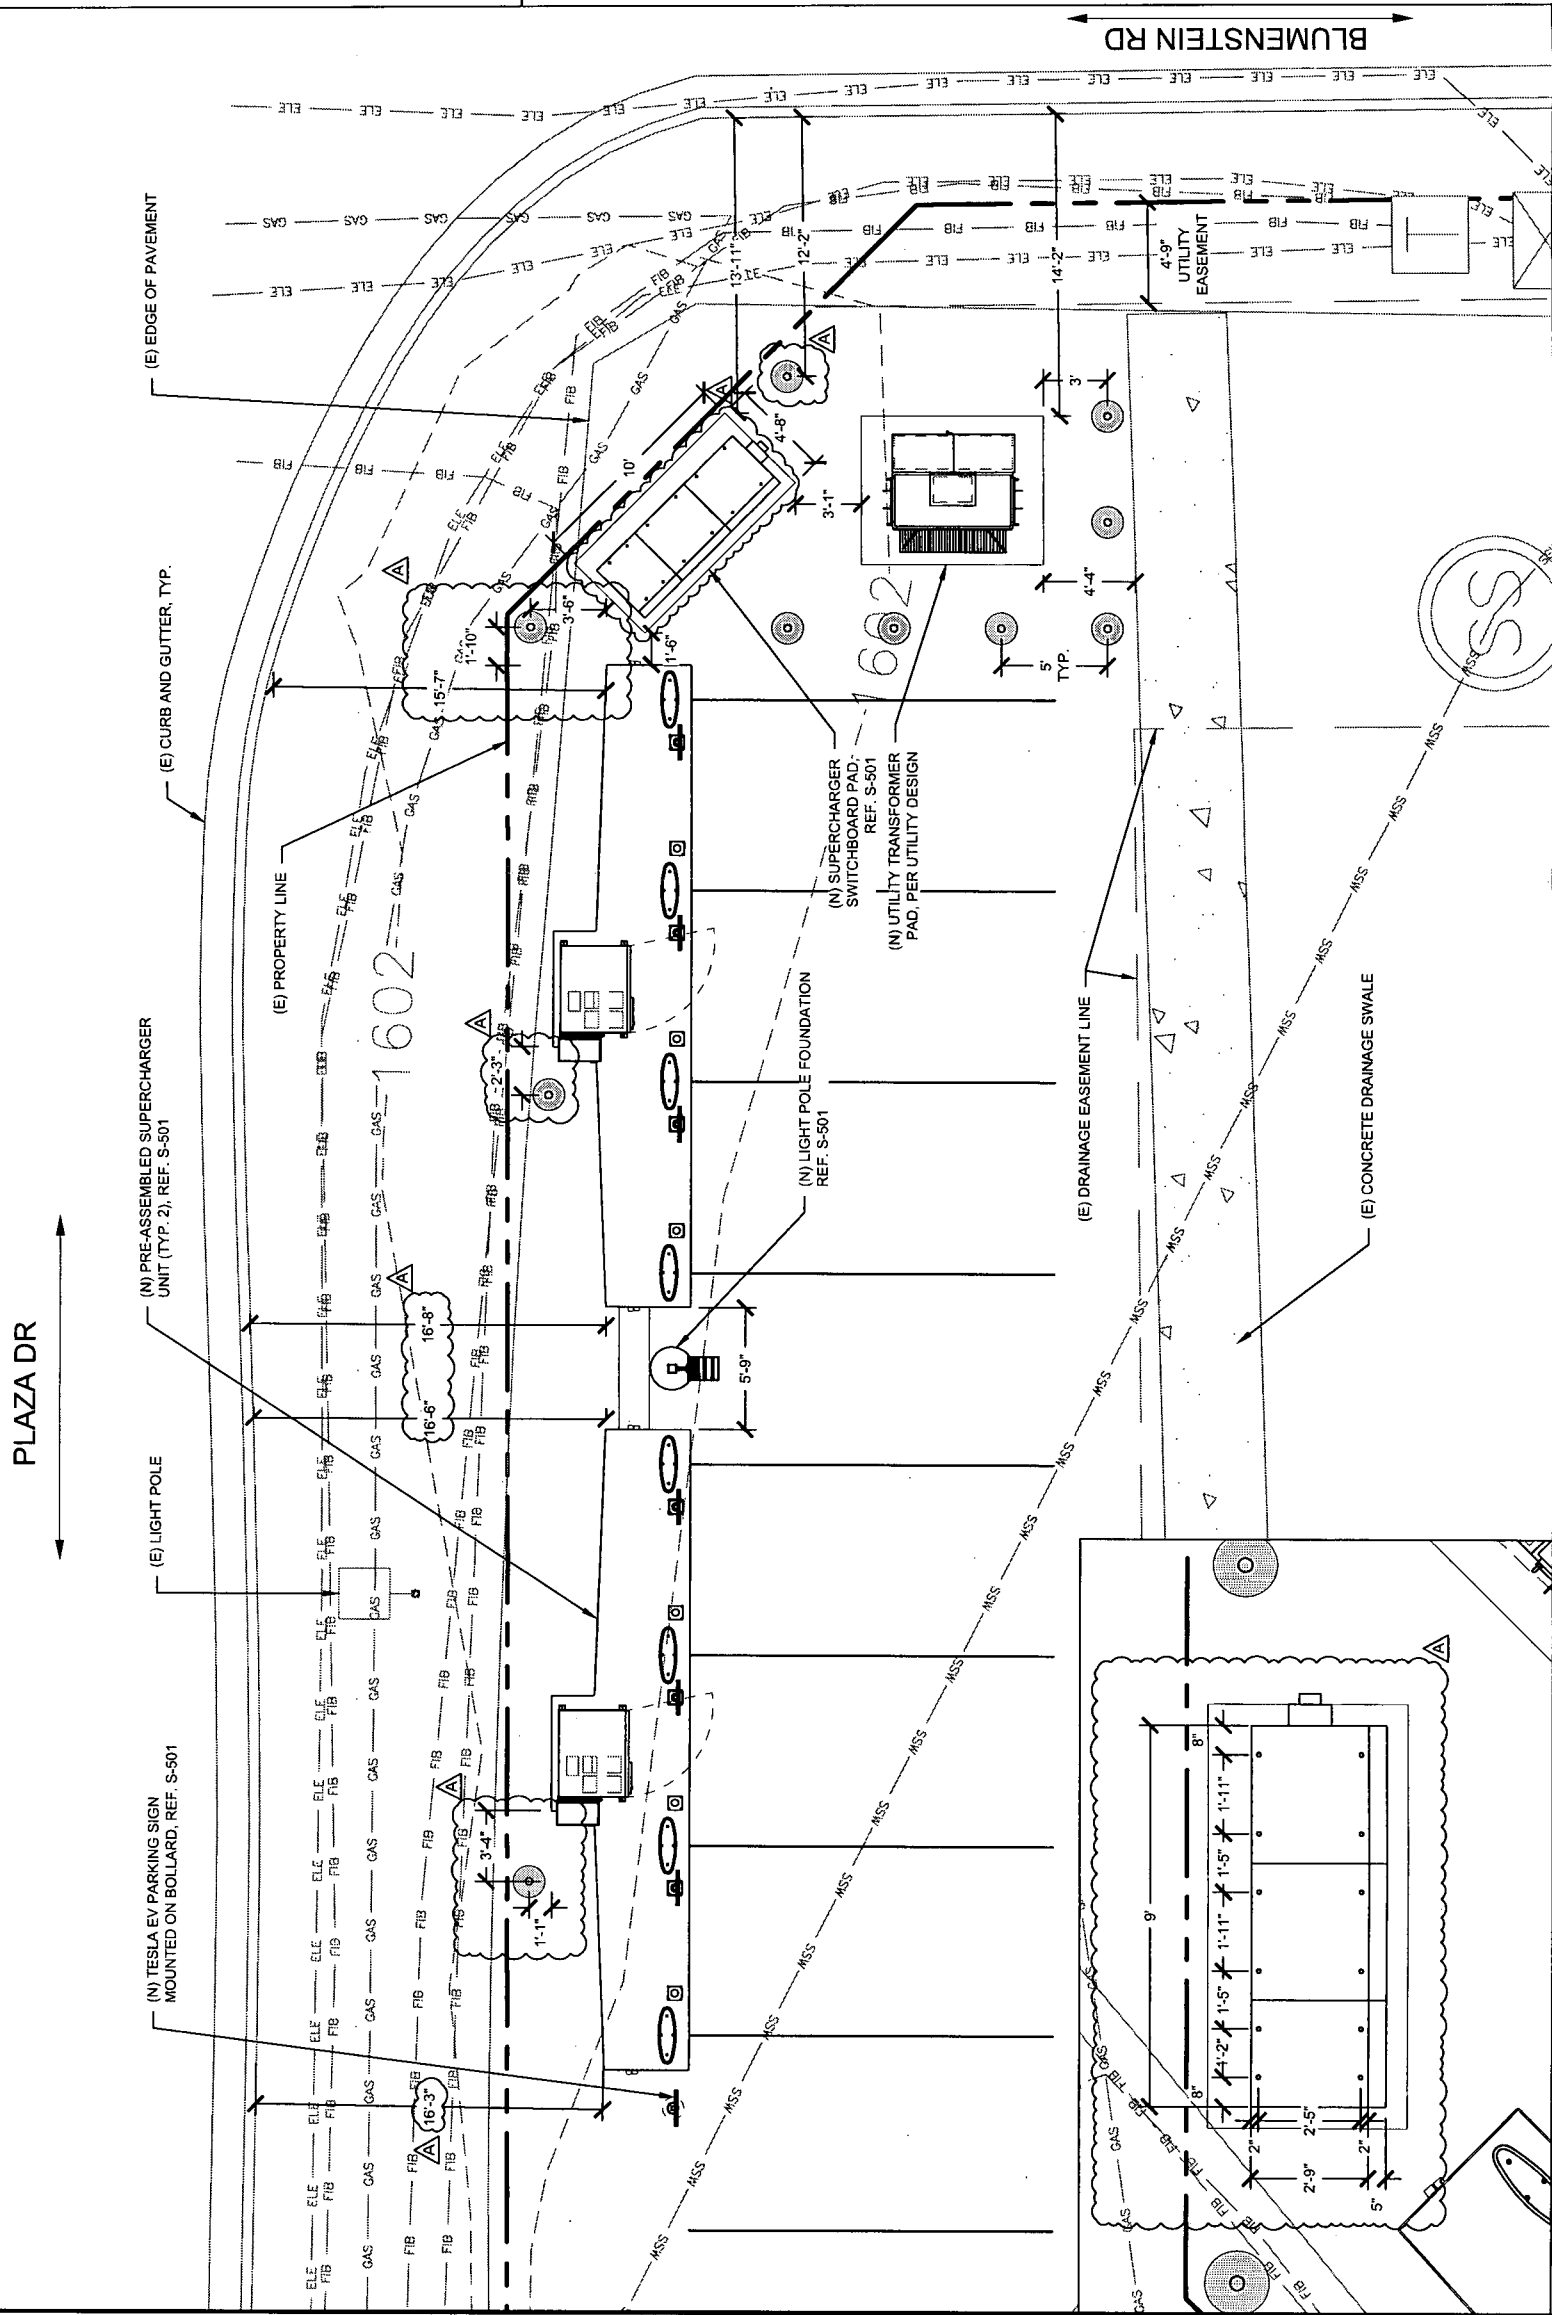 PLAZA DR
BLUMENSTEIN RD
(N) TESLA EV PARKING SIGN
MOUNTED ON BOLLARD, REF. S-501
(E) LIGHT POLE
(N) PRE-ASSEMBLED SUPERCHARGER
UNIT (TYP. 2), REF. S-501
(E) PROPERTY LINE
(E) CURB AND GUTTER, TYP.
(E) EDGE OF PAVEMENT
16'-3"
A
3'-4"
1'-1"
A
16'-6"
16'-8"
A
2'-3"
A
15'-7"
1'-10"
3'-6"
A
1'-6"
10'
4'-8"
A
A
13'-11"
12'-2"
14'-2"
3'-1"
3'
4'-4"
5'
TYP.
4'-9"
UTILITY
EASEMENT
5'-9"
1602
1602
(N) LIGHT POLE FOUNDATION
REF. S-501
(N) SUPERCHARGER
SWITCHBOARD PAD,
REF. S-501
(N) UTILITY TRANSFORMER
PAD, PER UTILITY DESIGN
(E) DRAINAGE EASEMENT LINE
(E) CONCRETE DRAINAGE SWALE
SS
ELE
FIB
GAS
SSW
9'
8"
4'-2"
1'-5"
1'-11"
1'-5"
1'-11"
8"
2"
2'-5"
2"
2'-9"
5"
A